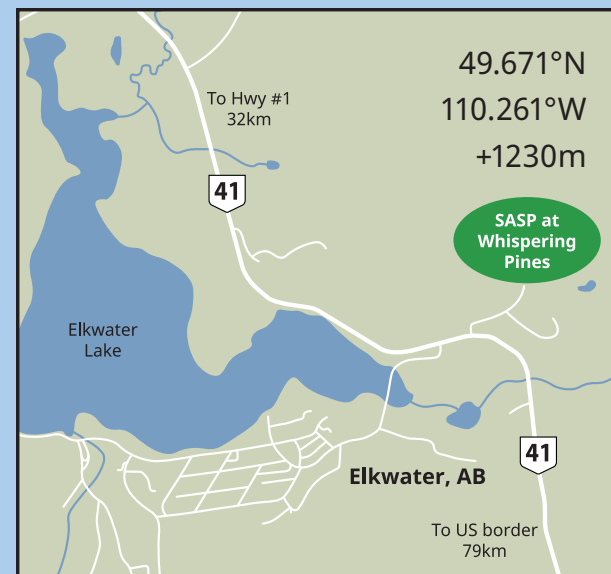 49.671°N
110.261°W
+1230m
To Hwy #1
32km
41
SASP at
Whispering
Pines
Elkwater
Lake
41
Elkwater, AB
To US border
79km